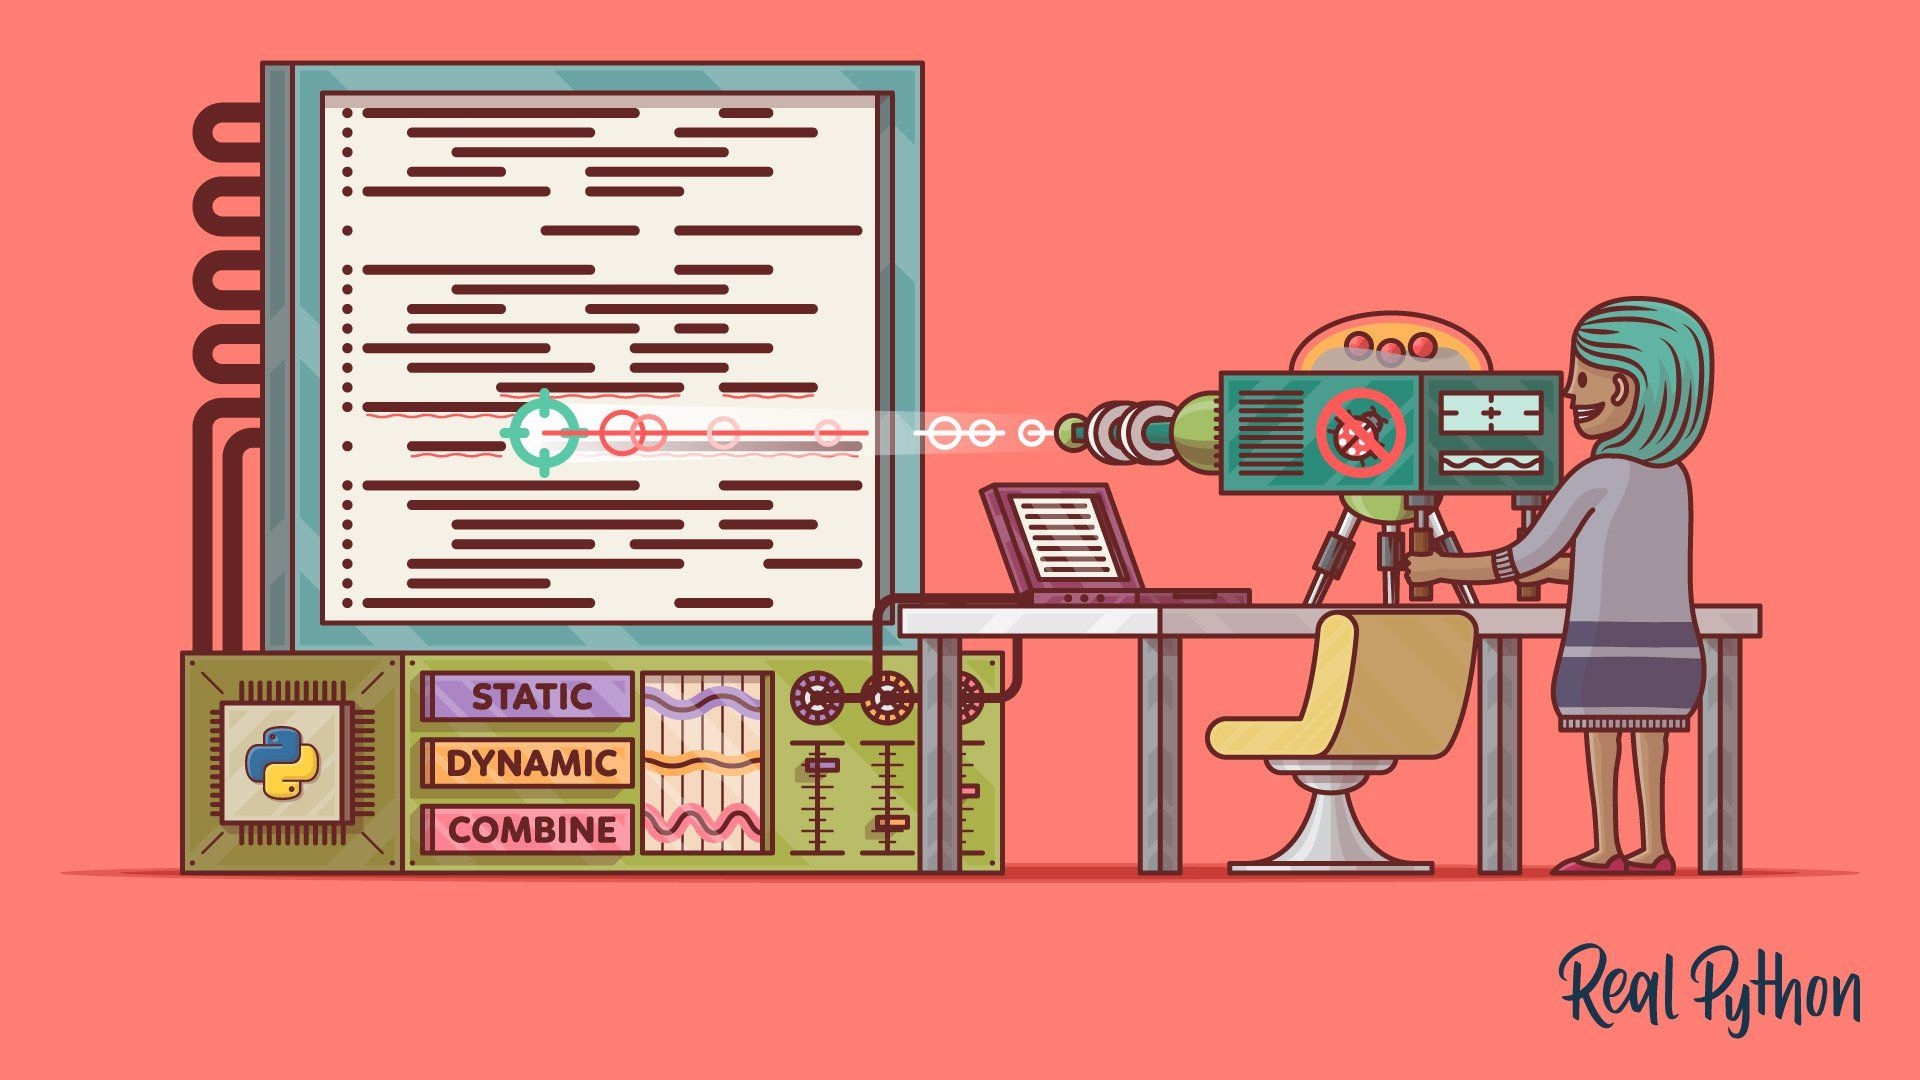 STATIC
DYNAMIC
COMBINE
Real Python